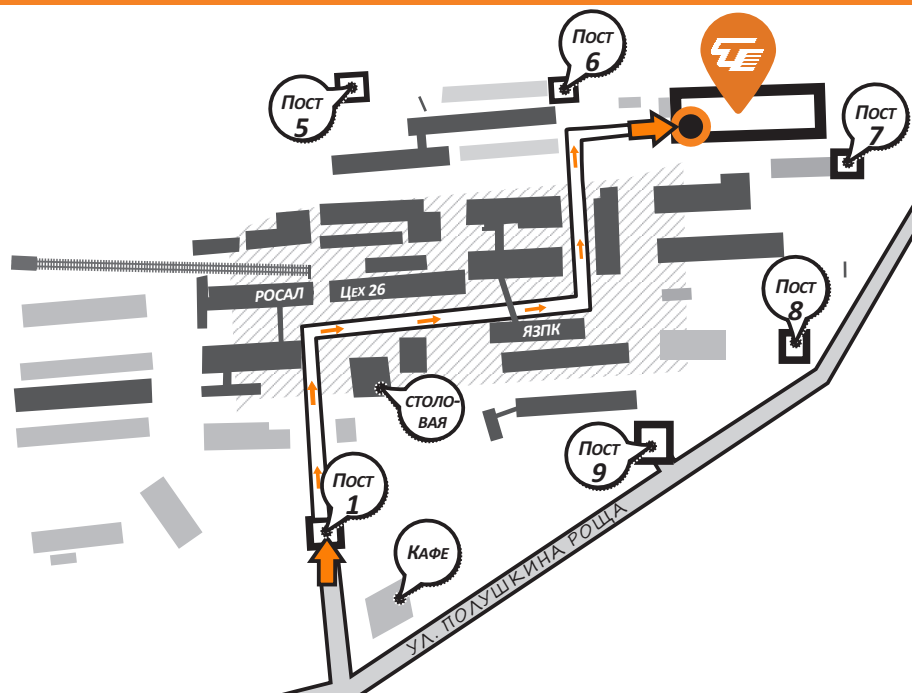 Пост
6
Пост
5
Пост
7
РОСАЛ
Цех 26
Пост
8
ЯЗПК
СТОЛО-
ВАЯ
Пост
9
Пост
1
Кафе
УЛ. ПОЛУШКИНА РОЩА